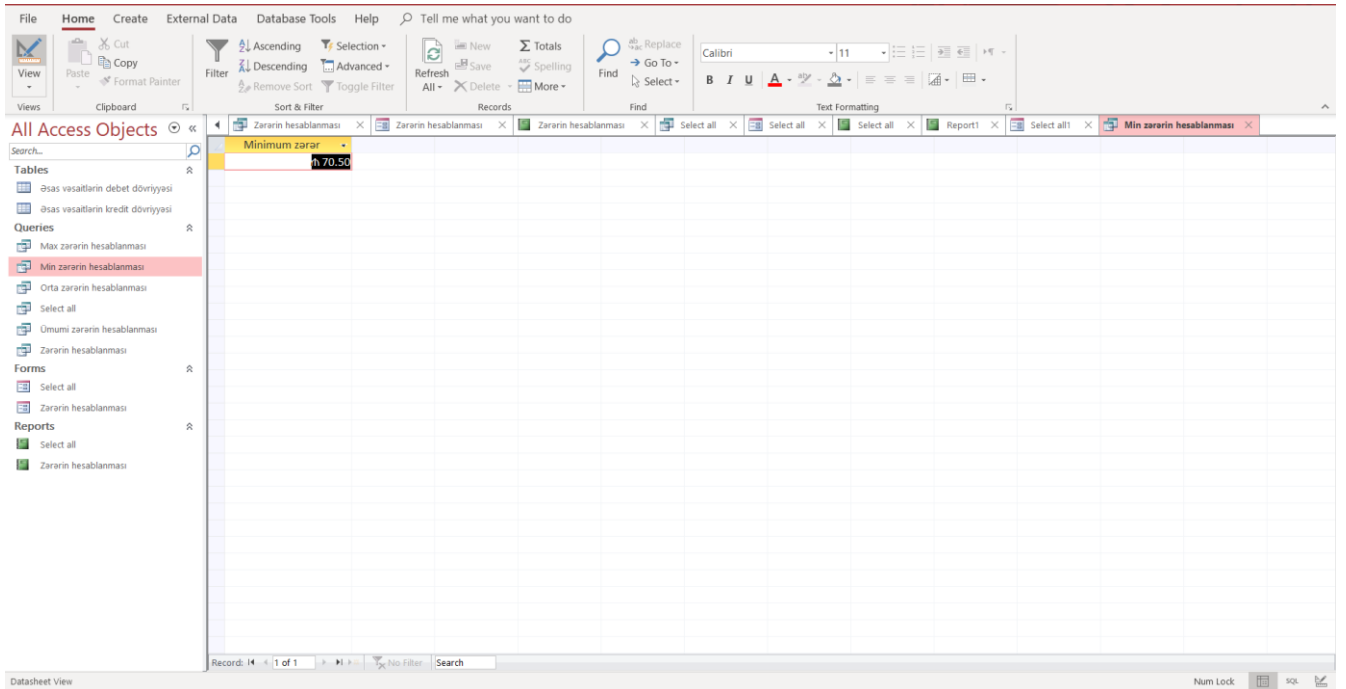 File Home Create External Data Database Tools Help Tell me what you want to do
View Paste Cut Copy Format Painter Filter Ascending Descending Remove Sort Selection Advanced Toggle Filter Refresh All New Save Delete Totals Spelling More Find Replace Go To Select Calibri 11 B I U A
Views Clipboard Sort & Filter Records Find Text Formatting
All Access Objects
Zərərin hesablanması Zərərin hesablanması Zərərin hesablanması Select all Select all Select all Report1 Select all1 Min zərərin hesablanması
Search...
Tables
Əsas vəsaitlərin debet dövriyyəsi
Əsas vəsaitlərin kredit dövriyyəsi
Queries
Max zərərin hesablanması
Min zərərin hesablanması
Orta zərərin hesablanması
Select all
Ümumi zərərin hesablanması
Zərərin hesablanması
Forms
Select all
Zərərin hesablanması
Reports
Select all
Zərərin hesablanması
Minimum zərər
₼ 70.50
Record: 1 of 1 No Filter Search
Datasheet View Num Lock SQL